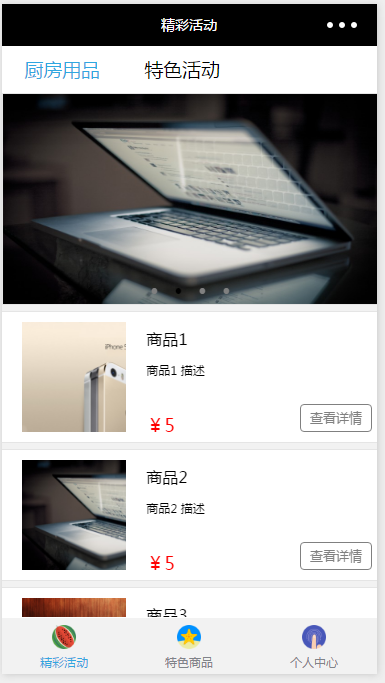 精彩活动
厨房用品 特色活动
商品1
商品1 描述
￥5
查看详情
商品2
商品2 描述
￥5
查看详情
商品3
精彩活动 特色商品 个人中心